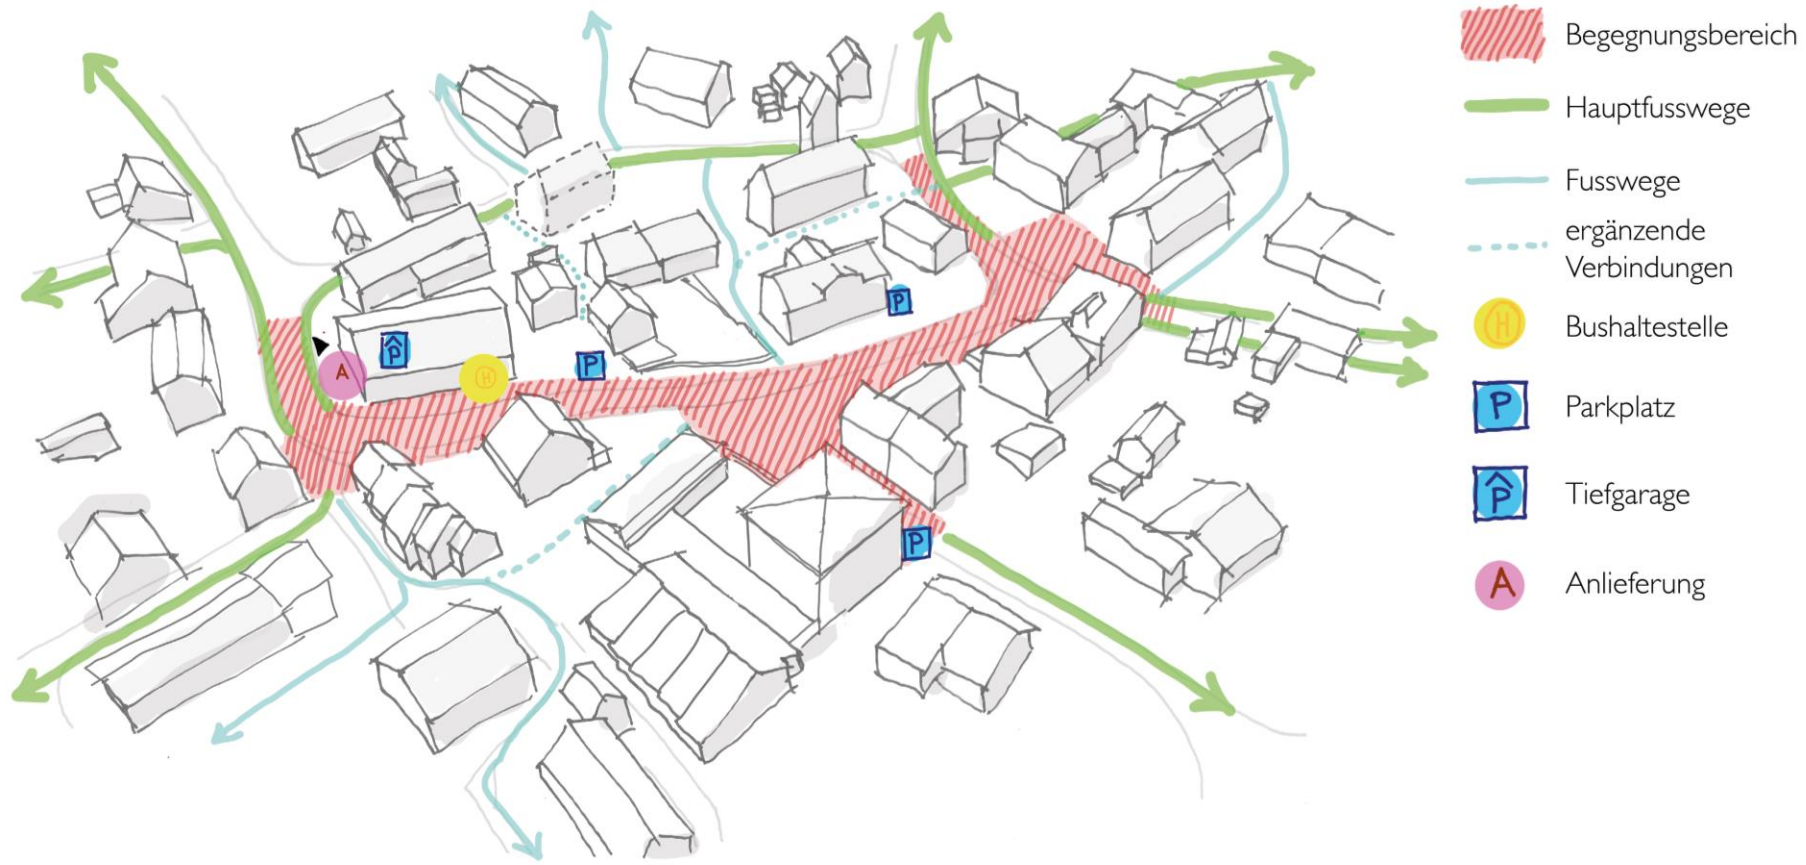 Begegnungsbereich
Hauptfusswege
Fusswege
ergänzende
Verbindungen
H
Bushaltestelle
P
Parkplatz
P
Tiefgarage
A
Anlieferung
P
P
A
H
P
P